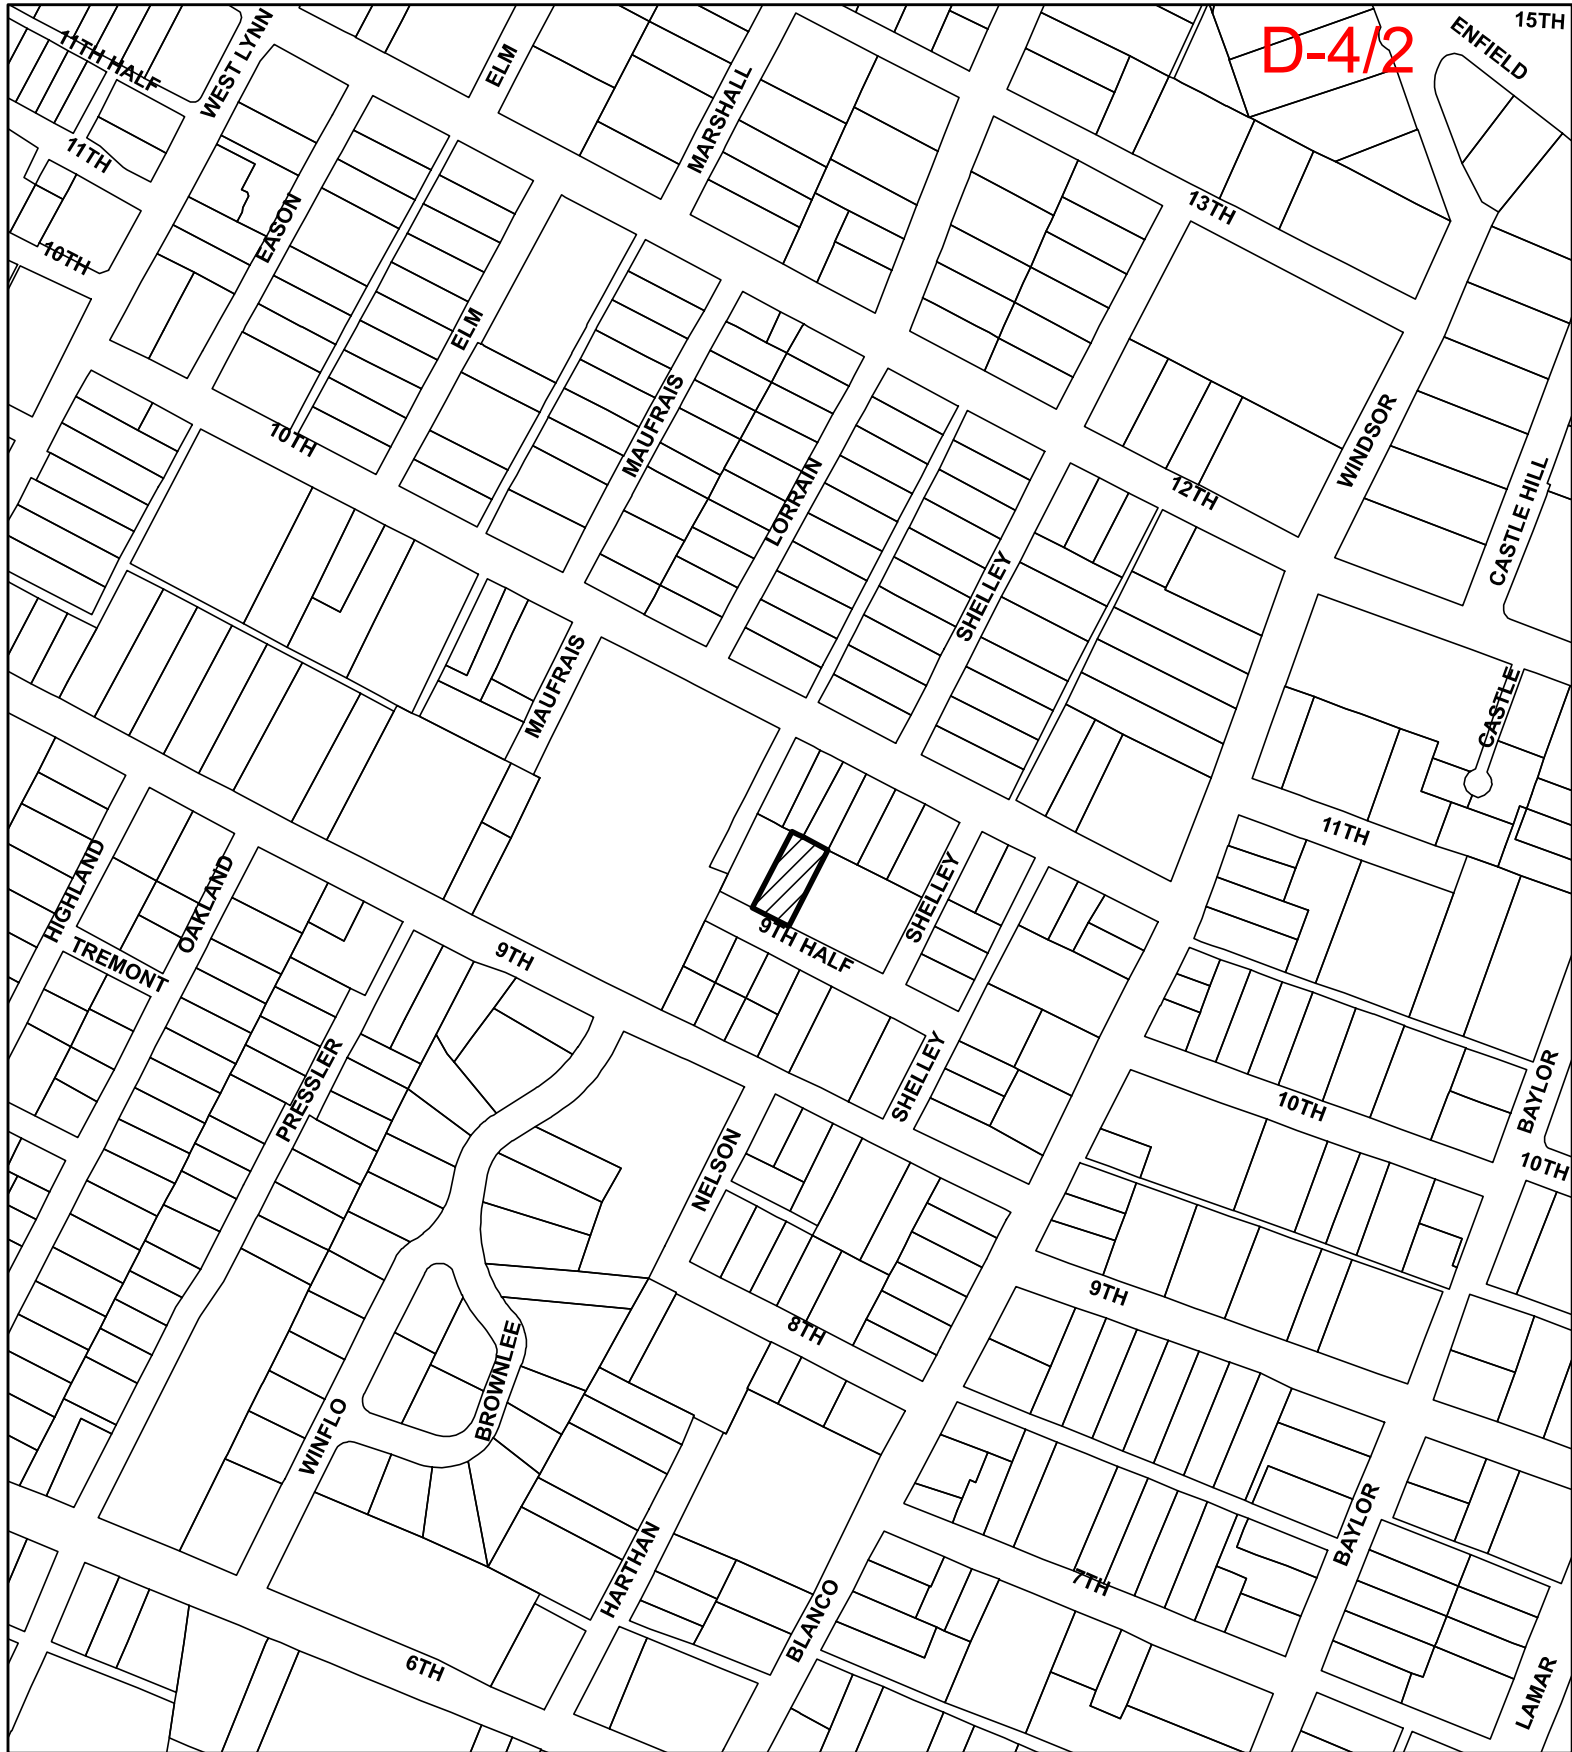 15TH
D-4/2
ENFIELD
11TH HALF
WEST LYNN
ELM
MARSHALL
11TH
13TH
10TH
EASON
ELM
MAUFRAIS
WINDSOR
10TH
LORRAIN
12TH
CASTLE HILL
SHELLEY
MAUFRAIS
CASTLE
11TH
HIGHLAND
OAKLAND
SHELLEY
9TH HALF
TREMONT
9TH
PRESSLER
SHELLEY
BAYLOR
10TH
10TH
NELSON
9TH
8TH
BROWNLEE
WINFLO
BAYLOR
HARTHAN
7TH
BLANCO
6TH
LAMAR